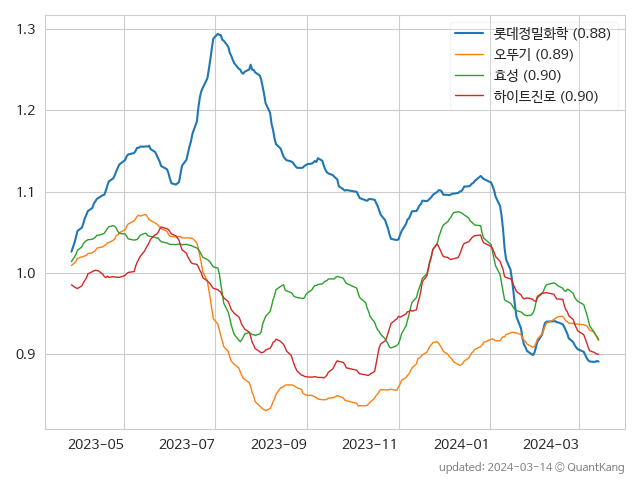 1.3
1.2
1.1
1.0
0.9
롯데정밀화학 (0.88)
오뚜기 (0.89)
효성 (0.90)
하이트진로 (0.90)
2023-05 2023-07 2023-09 2023-11 2024-01 2024-03
updated: 2024-03-14 © QuantKang